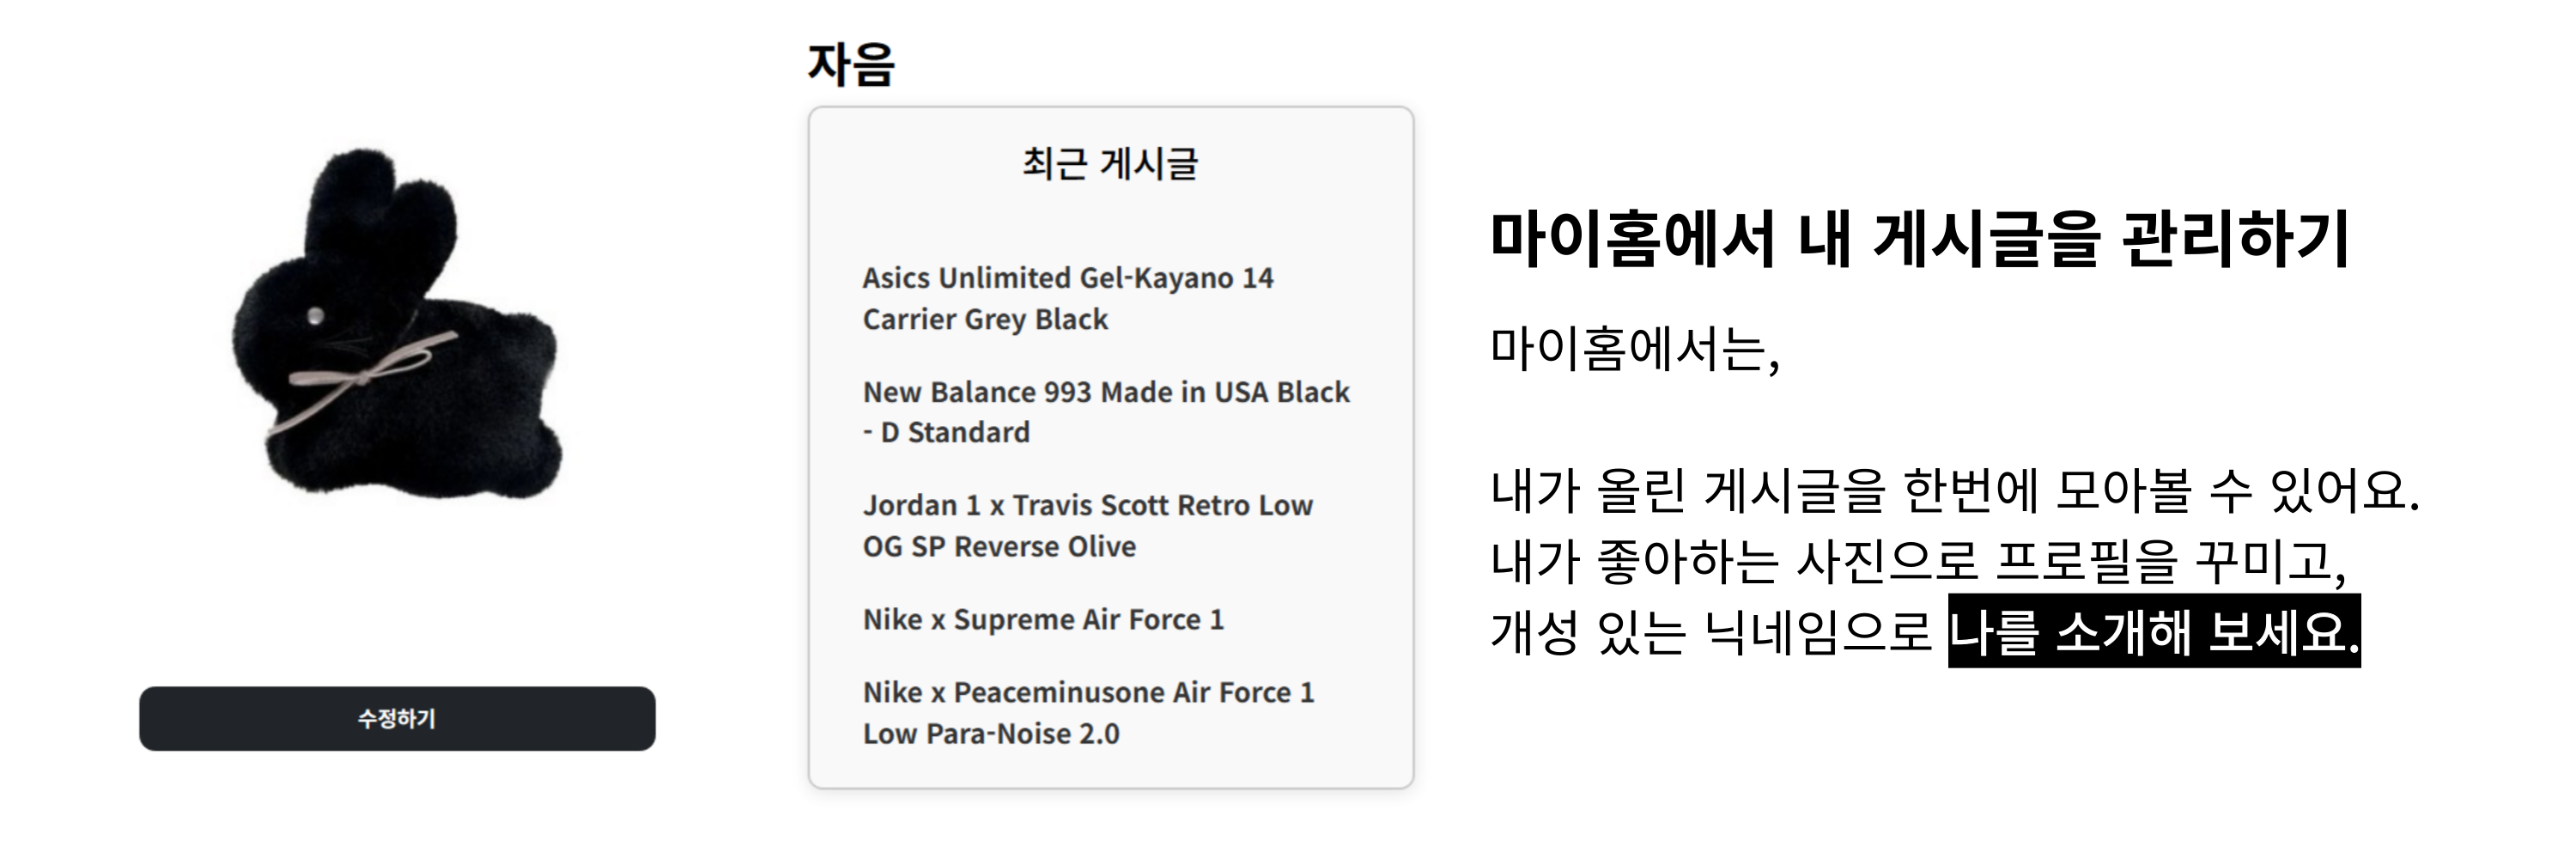 자음
최근 게시글
Asics Unlimited Gel-Kayano 14
Carrier Grey Black
New Balance 993 Made in USA Black
- D Standard
Jordan 1 x Travis Scott Retro Low
OG SP Reverse Olive
Nike x Supreme Air Force 1
Nike x Peaceminusone Air Force 1
Low Para-Noise 2.0
수정하기
마이홈에서 내 게시글을 관리하기
마이홈에서는,
내가 올린 게시글을 한번에 모아볼 수 있어요.
내가 좋아하는 사진으로 프로필을 꾸미고,
개성 있는 닉네임으로 나를 소개해 보세요.